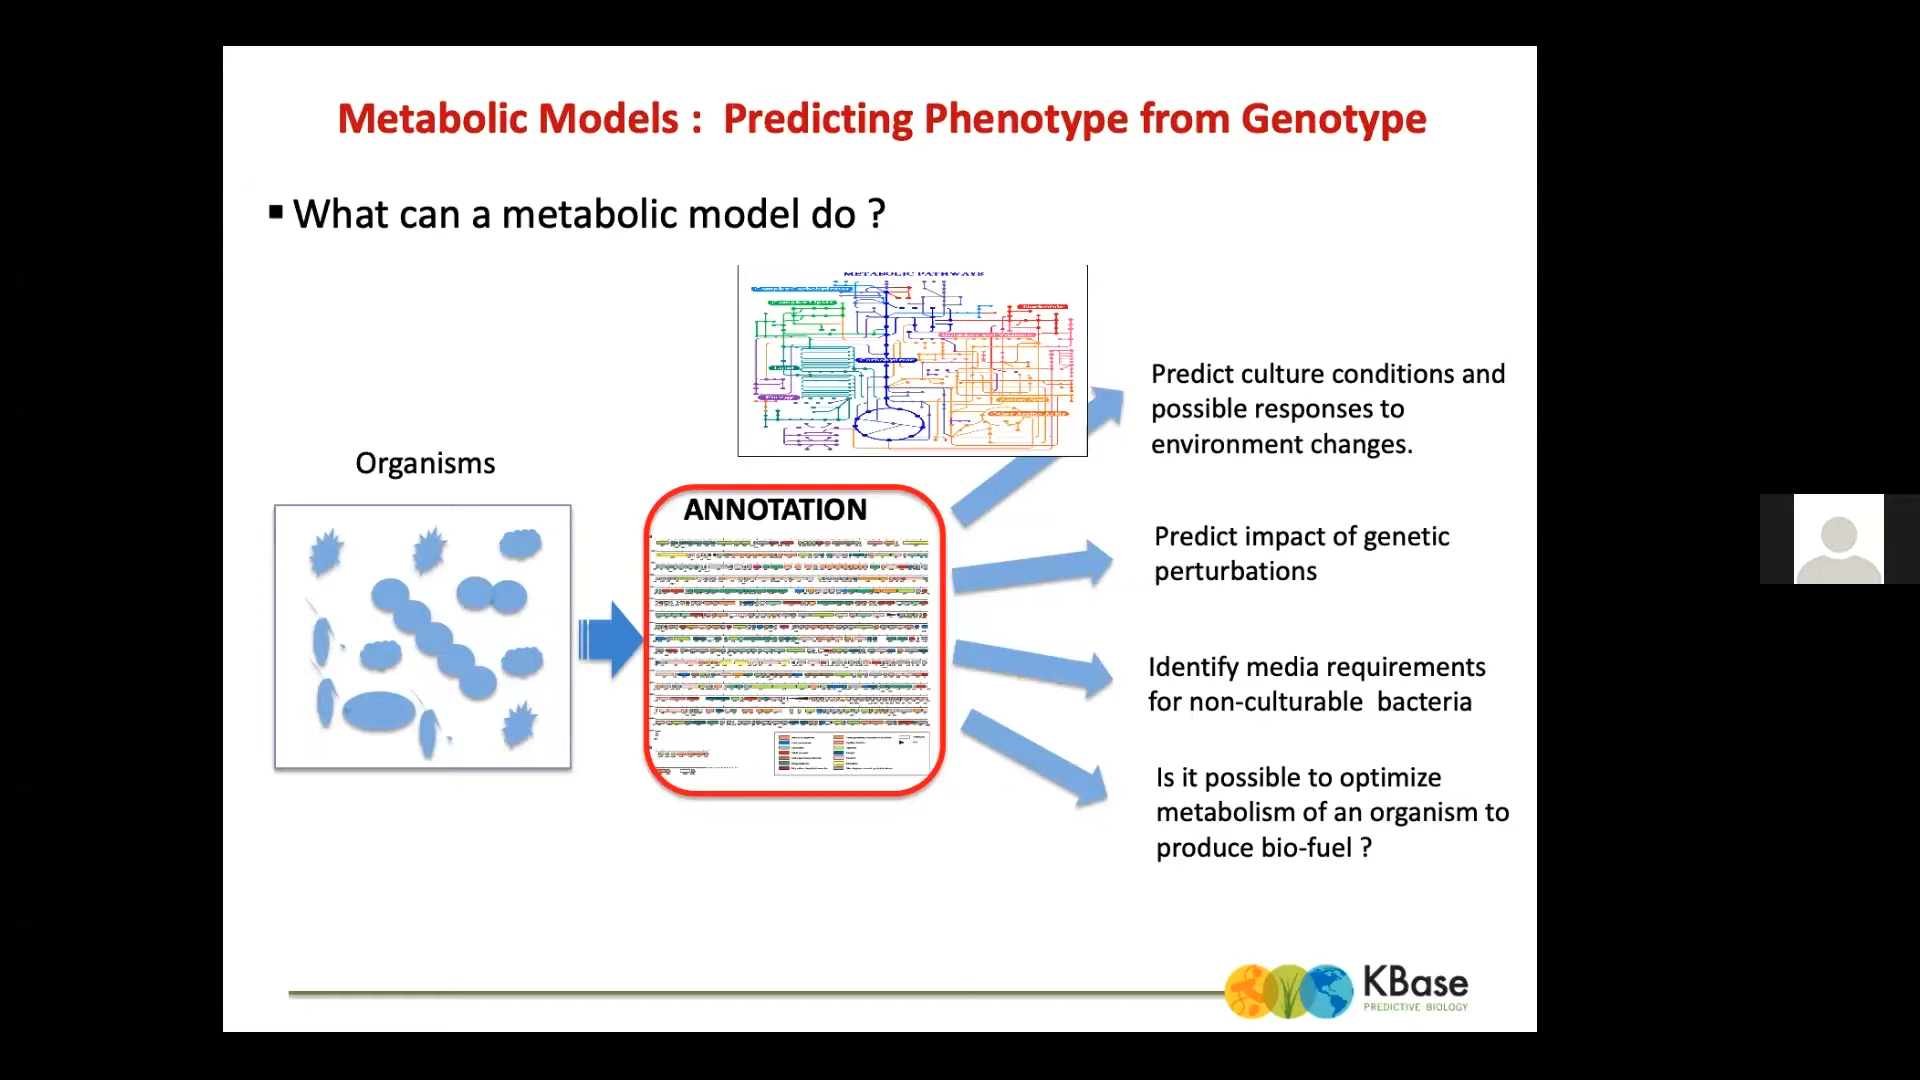 Metabolic Models :  Predicting Phenotype from Genotype
▪ What can a metabolic model do ?
METABOLIC PATHWAYS
Predict culture conditions and
possible responses to
environment changes.
Organisms
ANNOTATION
Predict impact of genetic
perturbations
Identify media requirements
for non-culturable  bacteria
Is it possible to optimize
metabolism of an organism to
produce bio-fuel ?
KBase
PREDICTIVE BIOLOGY